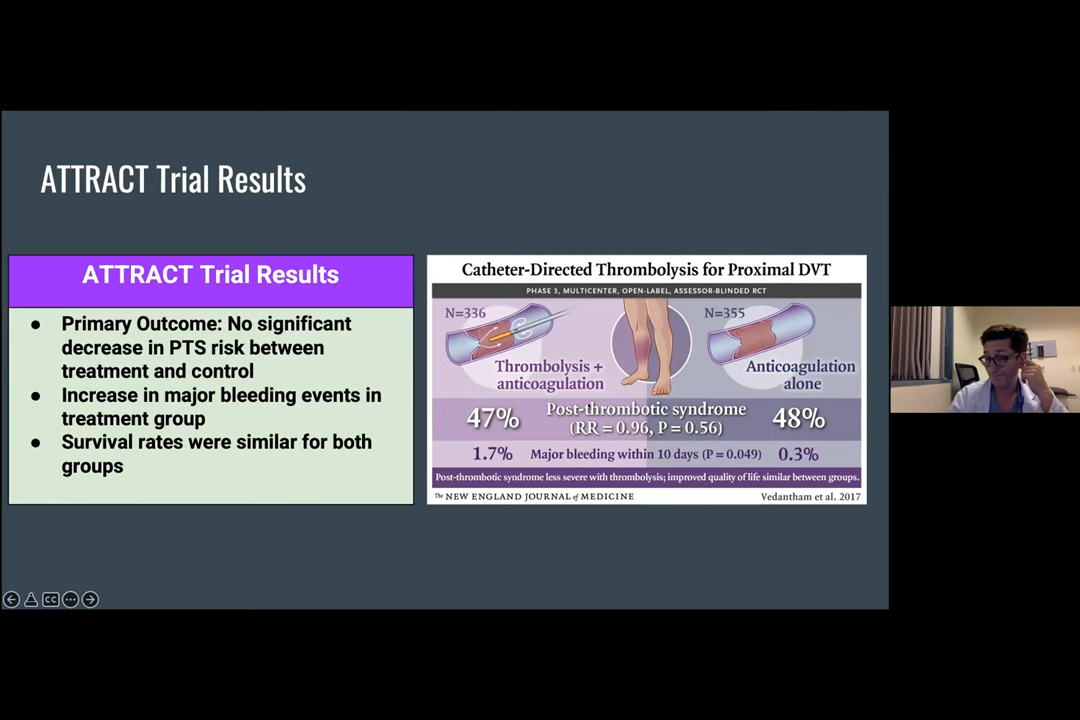 ATTRACT Trial Results
ATTRACT Trial Results
● Primary Outcome: No significant
decrease in PTS risk between
treatment and control
● Increase in major bleeding events in
treatment group
● Survival rates were similar for both
groups
Catheter-Directed Thrombolysis for Proximal DVT
PHASE 3, MULTICENTER, OPEN-LABEL, ASSESSOR-BLINDED RCT
N=336
N=355
Thrombolysis +
anticoagulation
Anticoagulation
alone
47% Post-thrombotic syndrome 48%
(RR = 0.96, P = 0.56)
1.7% Major bleeding within 10 days (P = 0.049) 0.3%
Post-thrombotic syndrome less severe with thrombolysis; improved quality of life similar between groups.
The NEW ENGLAND JOURNAL of MEDICINE
Vedantham et al. 2017
CC